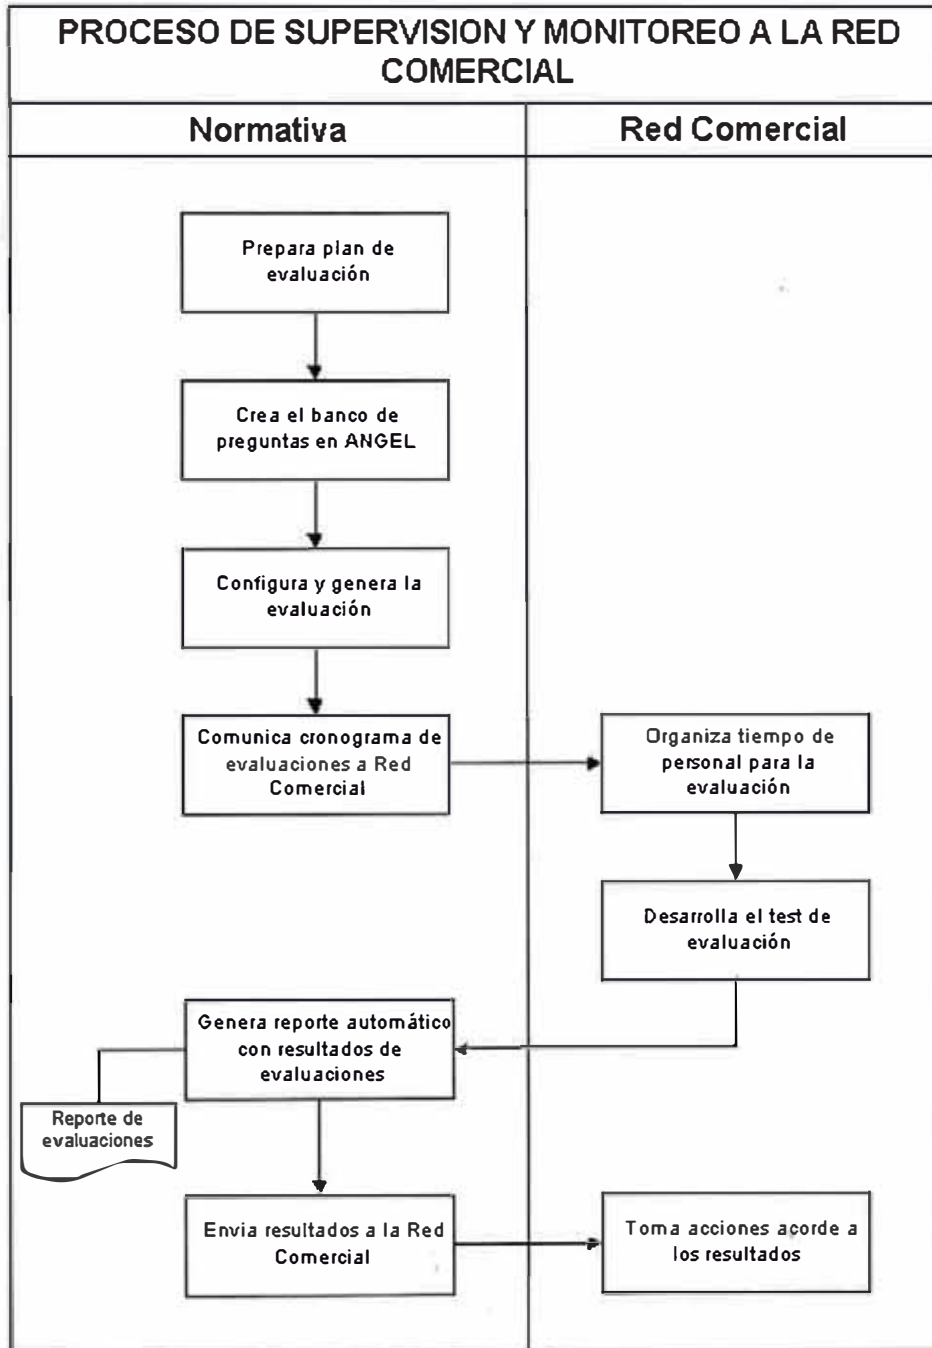 PROCESO DE SUPERVISION Y MONITOREO A LA RED
COMERCIAL
Normativa
Red Comercial
Prepara plan de
evaluación
Crea el banco de
preguntas en ANGEL
Configura y genera la
evaluación
Comunica cronograma de
evaluaciones a Red
Comercial
Organiza tiempo de
personal para la
evaluación
Desarrolla el test de
evaluación
Genera reporte automático
con resultados de
evaluaciones
Reporte de
evaluaciones
Envia resultados a la Red
Comercial
Toma acciones acorde a
los resultados